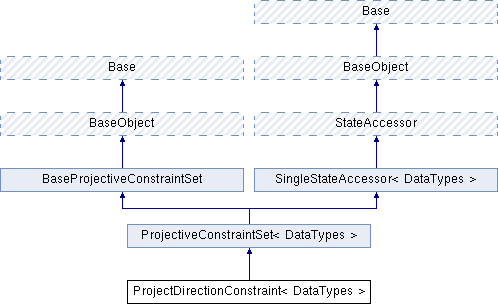 Base
Base
BaseObject
BaseObject
StateAccessor
BaseProjectiveConstraintSet
SingleStateAccessor< DataTypes >
ProjectiveConstraintSet< DataTypes >
ProjectDirectionConstraint< DataTypes >